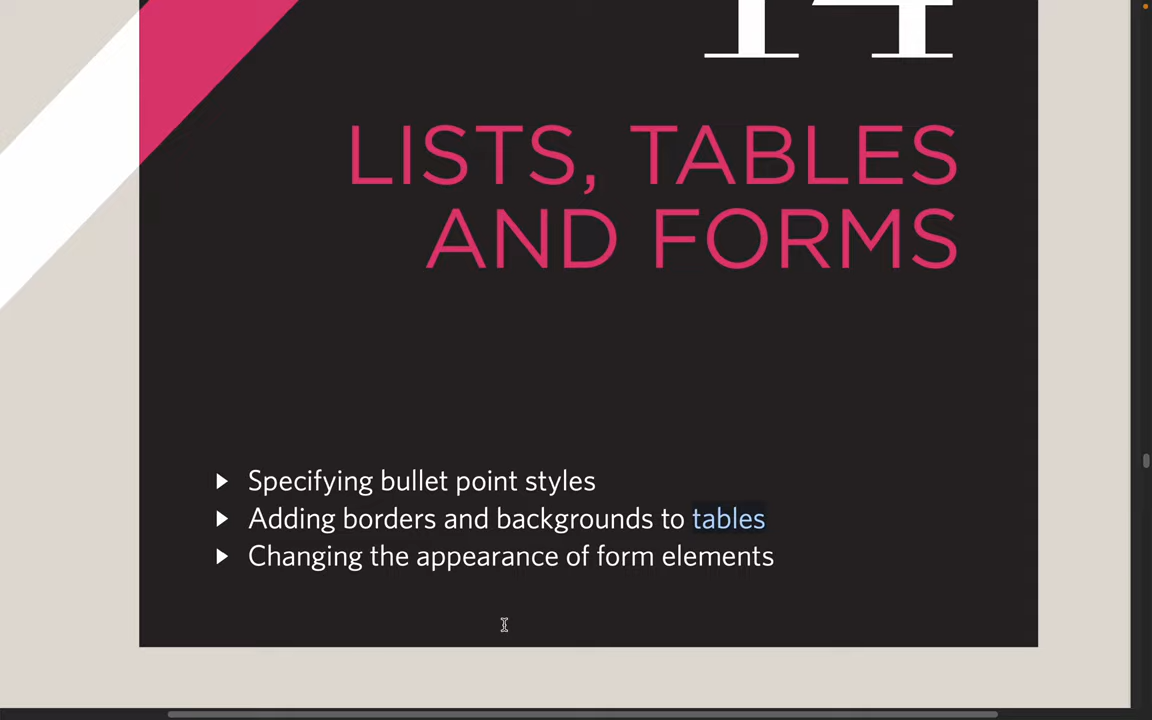 14
LISTS, TABLES
AND FORMS
Specifying bullet point styles
Adding borders and backgrounds to tables
Changing the appearance of form elements